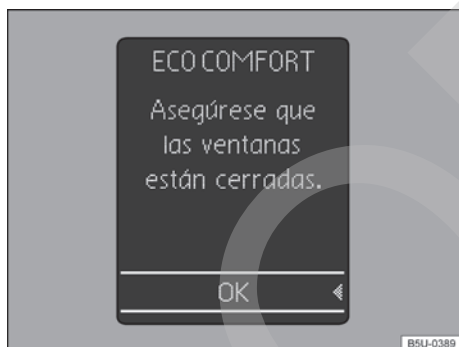 ECO COMFORT
Asegúrese que
las ventanas
están cerradas.
OK
B5U-0389